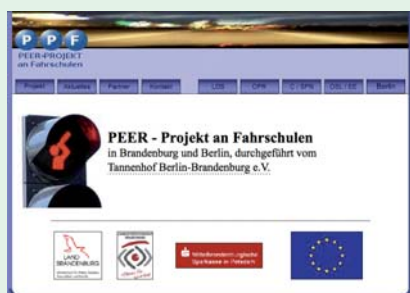 P P F
PEER-PROJEKT
an Fahrschulen
Projekt Aktuelles Partner Kontakt LDS OPR C / SPN OSL / EE Berlin
PEER - Projekt an Fahrschulen
in Brandenburg und Berlin, durchgeführt vom
Tannenhof Berlin-Brandenburg e.V.
LAND
BRANDENBURG
Mittelbrandenburgische
Sparkasse in Potsdam